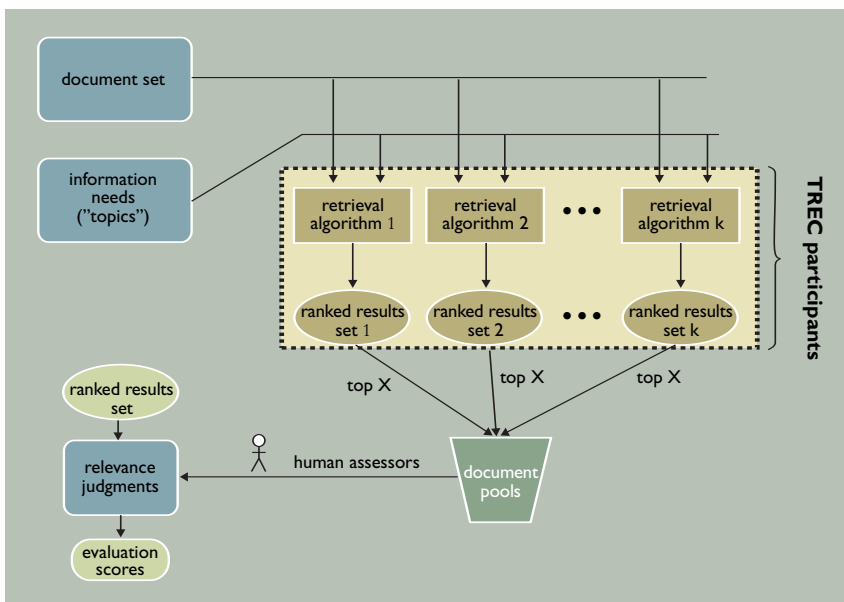 document set
information
needs
("topics")
retrieval
algorithm 1
retrieval
algorithm 2
•••
retrieval
algorithm k
TREC participants
ranked results
set 1
ranked results
set 2
•••
ranked results
set k
top X
top X
top X
ranked results
set
relevance
judgments
human assessors
document
pools
evaluation
scores